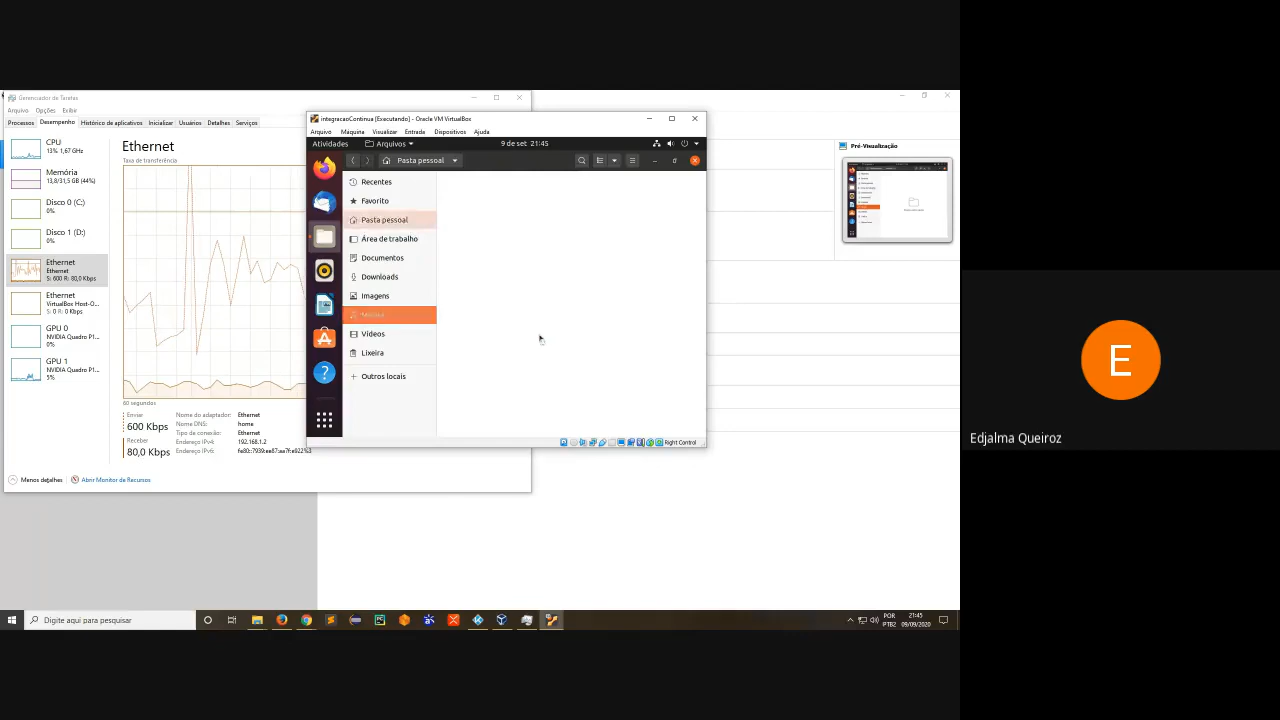 Gerenciador de Tarefas
Arquivo Opções Exibir
Processos Desempenho Histórico de aplicativos Inicializar Usuários Detalhes Serviços
CPU
13% 1,67 GHz
Memória
13,8/31,5 GB (44%)
Disco 0 (C:)
0%
Disco 1 (D:)
0%
Ethernet
Ethernet
S: 600 R: 80,0 Kbps
Ethernet
VirtualBox Host-O...
S: 0 R: 0 Kbps
GPU 0
NVIDIA Quadro P1...
0%
GPU 1
NVIDIA Quadro P1...
5%
Ethernet
Taxa de transferência
60 segundos
Enviar
600 Kbps
Receber
80,0 Kbps
Nome do adaptador: Ethernet
Nome DNS: home
Tipo da conexão: Ethernet
Endereço IPv4: 192.168.1.2
Endereço IPv6:
Menos detalhes Abrir Monitor de Recursos
integracaoContinua [Executando] - Oracle VM VirtualBox
Arquivo Máquina Visualizar Entrada Dispositivos Ajuda
Atividades Arquivos 9 de set 21:45
Pasta pessoal
Recentes
Favorito
Pasta pessoal
Área de trabalho
Documentos
Downloads
Imagens
Vídeos
Lixeira
+ Outros locais
Right Control
Pré-Visualização
E
Edjalma Queiroz
Digite aqui para pesquisar
POR
PTB2
21:45
09/09/2020